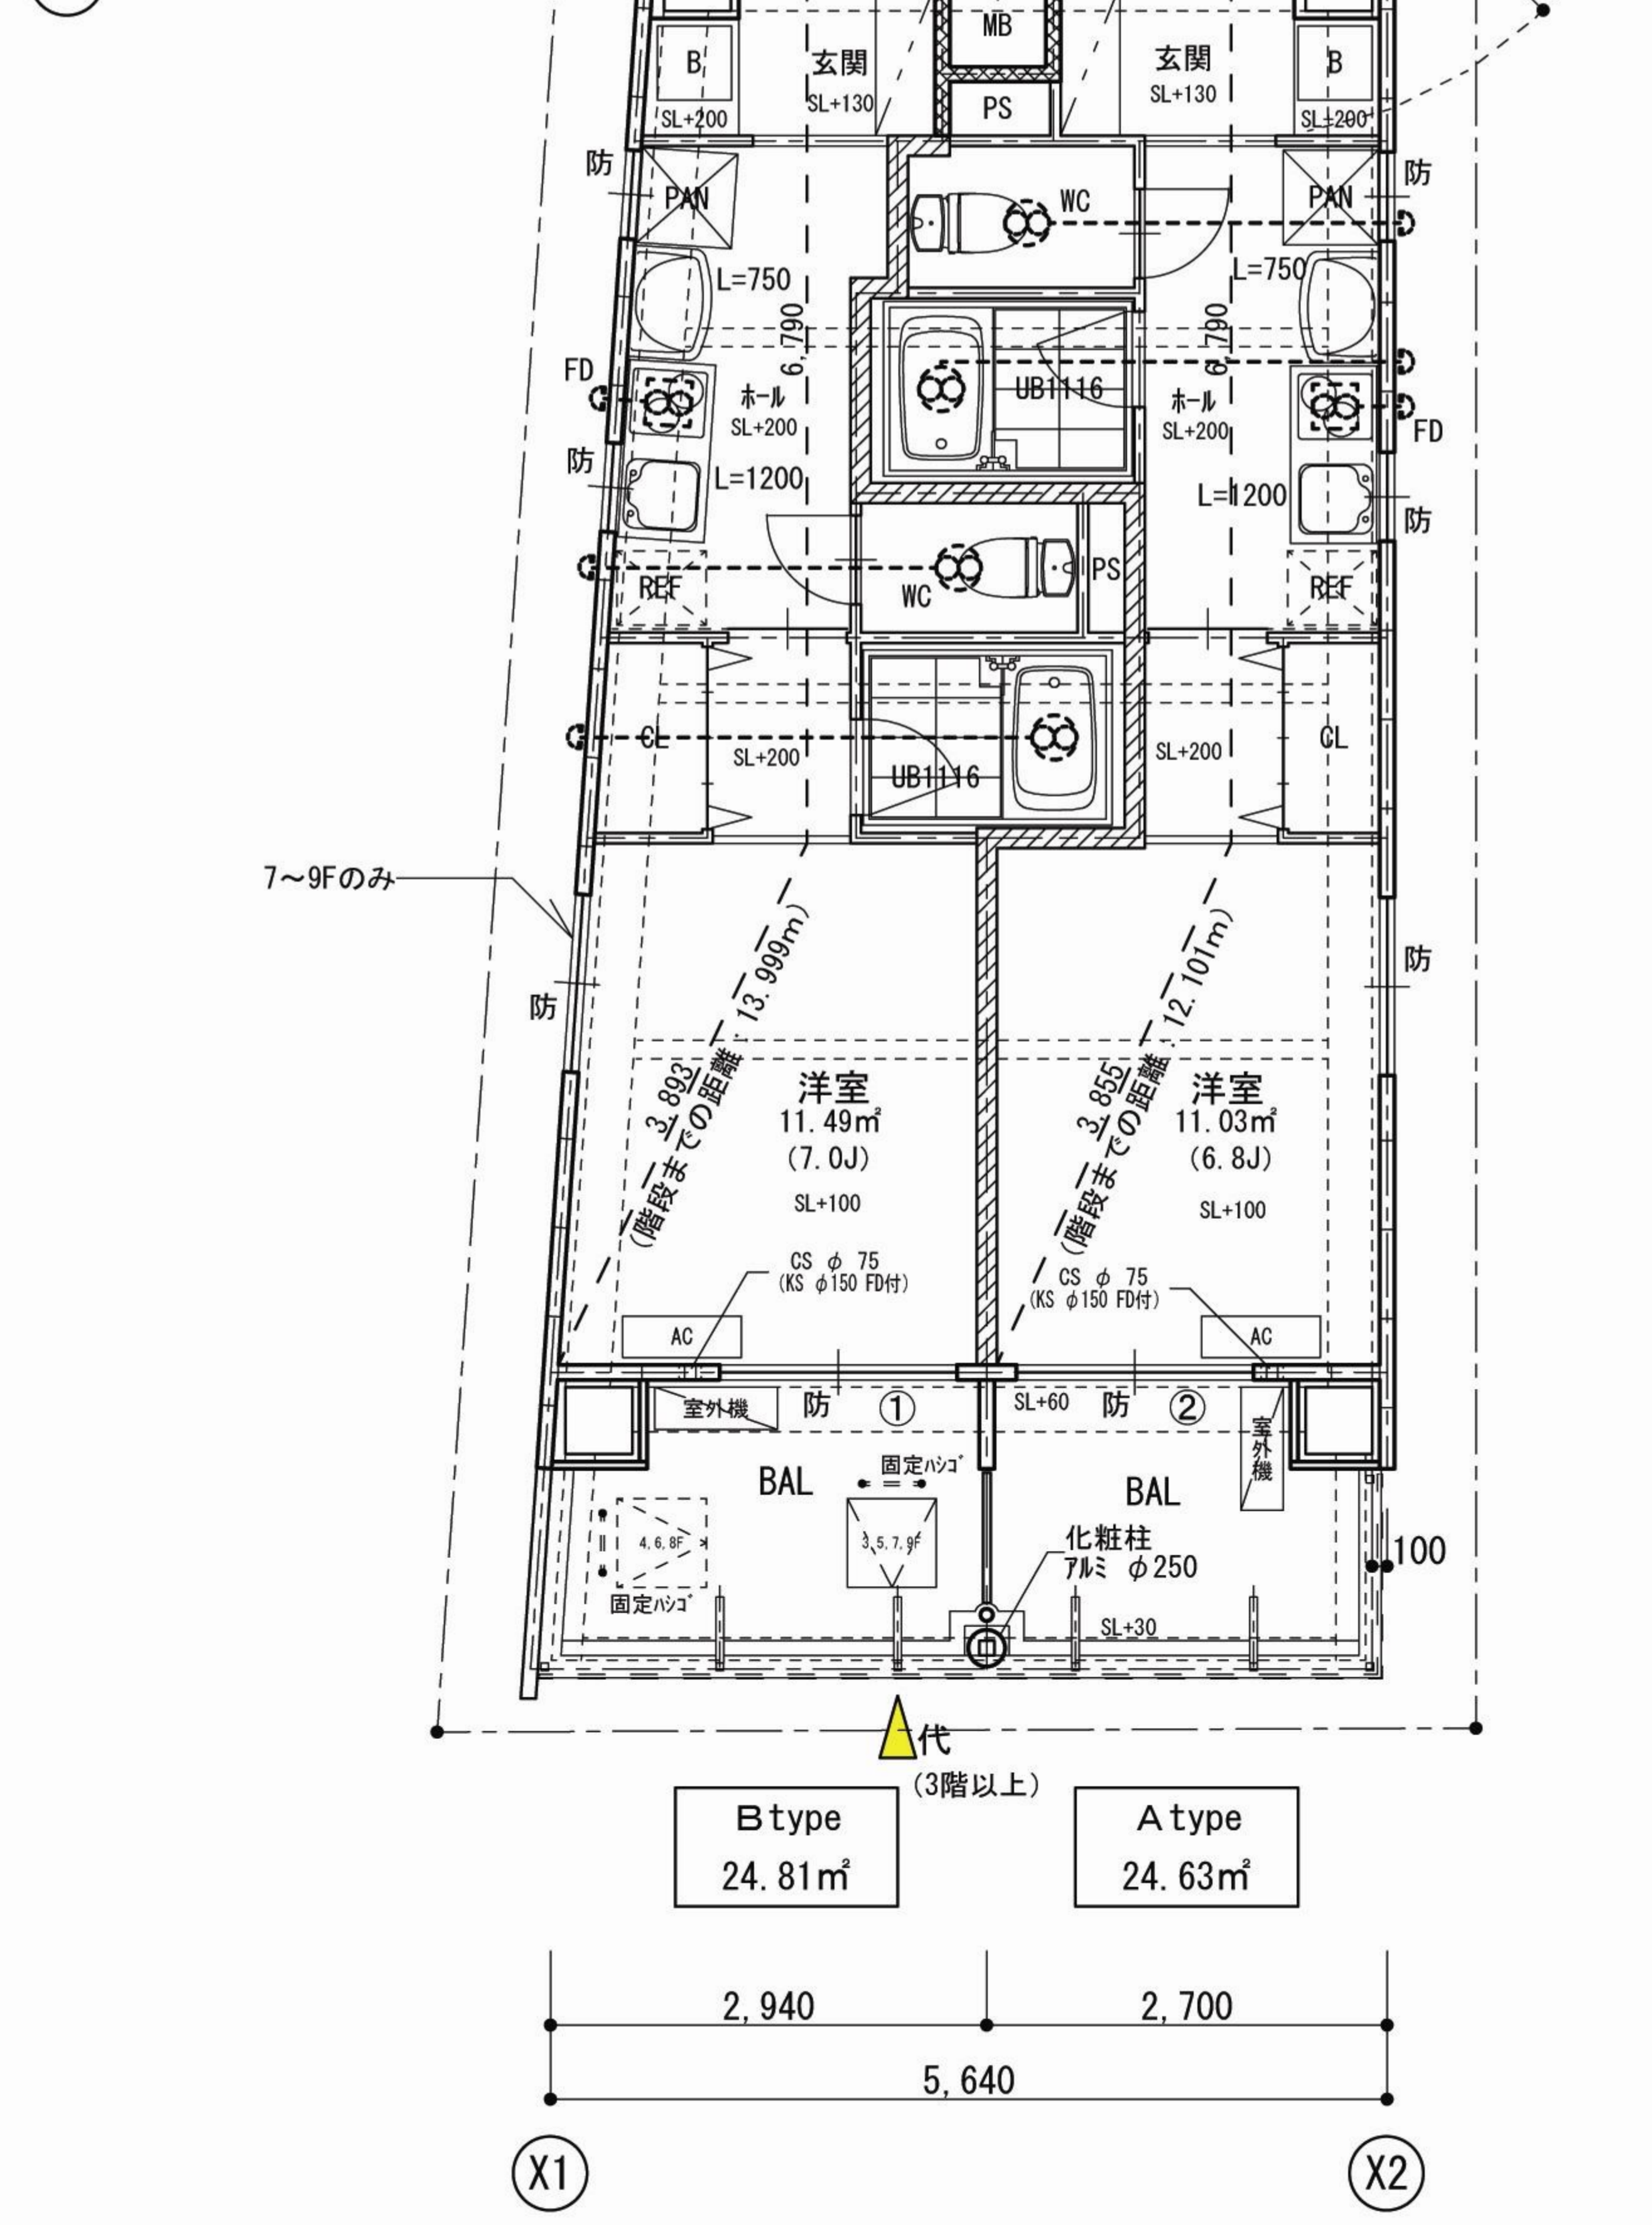 MB
B
玄関
SL+130
SL+200
PS
玄関
SL+130
B
SL+200
防
PAN
WC
PAN
防
L=750
L=750
6,790
6,790
FD
ホール
SL+200
UB1116
ホール
SL+200
FD
防
L=1200
L=1200
防
REF
WC
PS
REF
CL
SL+200
UB1116
SL+200
CL
7～9Fのみ
防
防
3,893
(階段までの距離：13.999m)
3,855
(階段までの距離：12.101m)
洋室
11.49㎡
(7.0J)
SL+100
洋室
11.03㎡
(6.8J)
SL+100
CS φ 75
(KS φ150 FD付)
CS φ 75
(KS φ150 FD付)
AC
AC
室外機
防
①
SL+60
防
②
室外機
BAL
固定ﾊｼｺﾞ
BAL
4,6,8F
3,5,7,9F
化粧柱
アルミ φ250
100
固定ﾊｼｺﾞ
SL+30
代
(3階以上)
Btype
24.81㎡
Atype
24.63㎡
2,940
2,700
5,640
X1
X2